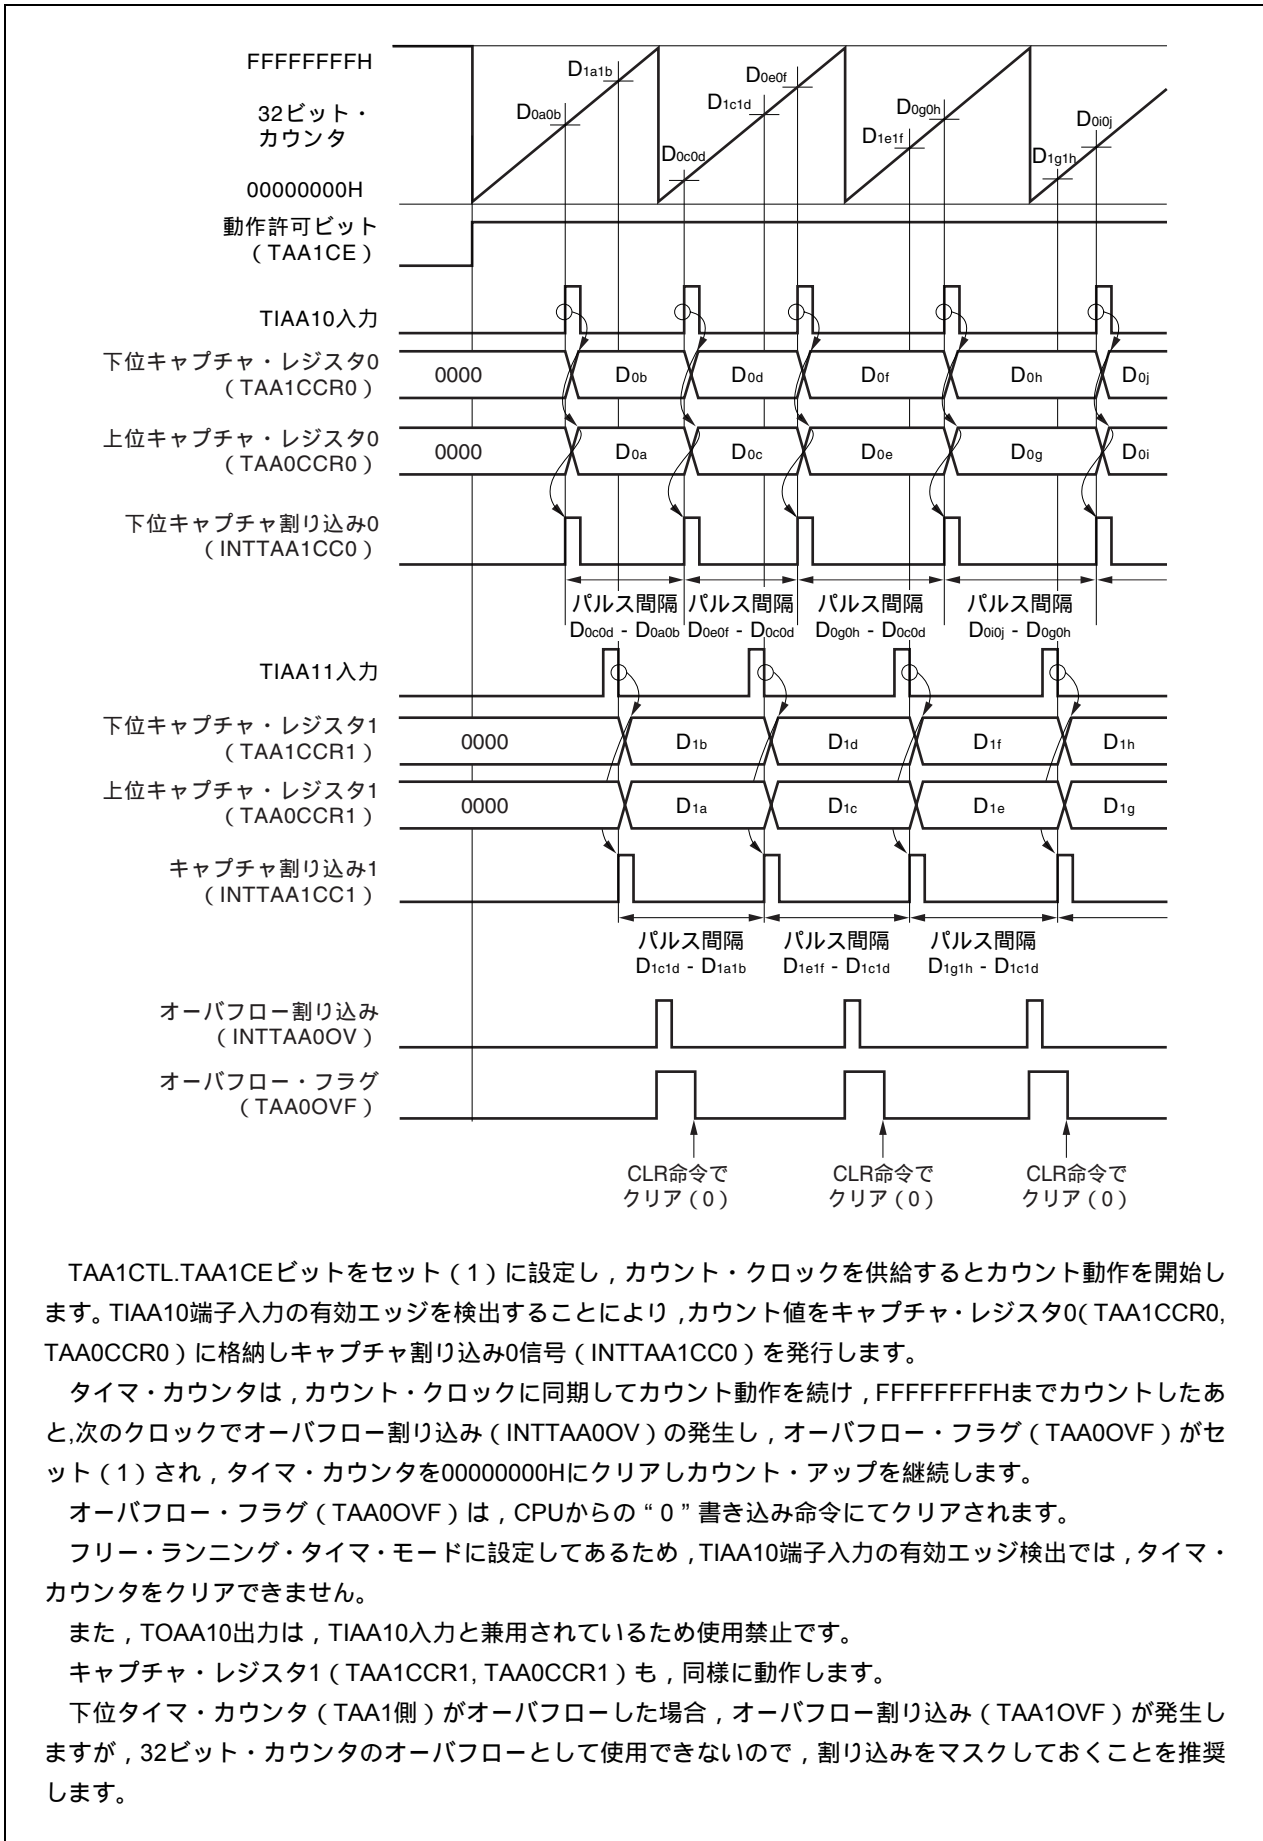 FFFFFFFFH
32ビット・
カウンタ
00000000H
D0a0b
D1a1b
D0c0d
D1c1d
D0e0f
D1e1f
D0g0h
D1g1h
D0i0j
動作許可ビット
（TAA1CE）
TIAA10入力
下位キャプチャ・レジスタ0
（TAA1CCR0）
0000
D0b
D0d
D0f
D0h
D0j
上位キャプチャ・レジスタ0
（TAA0CCR0）
0000
D0a
D0c
D0e
D0g
D0i
下位キャプチャ割り込み0
（INTTAA1CC0）
パルス間隔
D0c0d - D0a0b
パルス間隔
D0e0f - D0c0d
パルス間隔
D0g0h - D0c0d
パルス間隔
D0i0j - D0g0h
TIAA11入力
下位キャプチャ・レジスタ1
（TAA1CCR1）
0000
D1b
D1d
D1f
D1h
上位キャプチャ・レジスタ1
（TAA0CCR1）
0000
D1a
D1c
D1e
D1g
キャプチャ割り込み1
（INTTAA1CC1）
パルス間隔
D1c1d - D1a1b
パルス間隔
D1e1f - D1c1d
パルス間隔
D1g1h - D1c1d
オーバフロー割り込み
（INTTAA0OV）
オーバフロー・フラグ
（TAA0OVF）
CLR命令で
クリア（0）
CLR命令で
クリア（0）
CLR命令で
クリア（0）
TAA1CTL.TAA1CEビットをセット（1）に設定し，カウント・クロックを供給するとカウント動作を開始し
ます。TIAA10端子入力の有効エッジを検出することにより，カウント値をキャプチャ・レジスタ0（TAA1CCR0,
TAA0CCR0）に格納しキャプチャ割り込み0信号（INTTAA1CC0）を発行します。
タイマ・カウンタは，カウント・クロックに同期してカウント動作を続け，FFFFFFFFHまでカウントしたあ
と,次のクロックでオーバフロー割り込み（INTTAA0OV）の発生し，オーバフロー・フラグ（TAA0OVF）がセ
ット（1）され，タイマ・カウンタを00000000Hにクリアしカウント・アップを継続します。
オーバフロー・フラグ（TAA0OVF）は，CPUからの“0”書き込み命令にてクリアされます。
フリー・ランニング・タイマ・モードに設定してあるため，TIAA10端子入力の有効エッジ検出では，タイマ・
カウンタをクリアできません。
また，TOAA10出力は，TIAA10入力と兼用されているため使用禁止です。
キャプチャ・レジスタ1（TAA1CCR1, TAA0CCR1）も，同様に動作します。
下位タイマ・カウンタ（TAA1側）がオーバフローした場合，オーバフロー割り込み（TAA1OVF）が発生し
ますが，32ビット・カウンタのオーバフローとして使用できないので，割り込みをマスクしておくことを推奨
します。